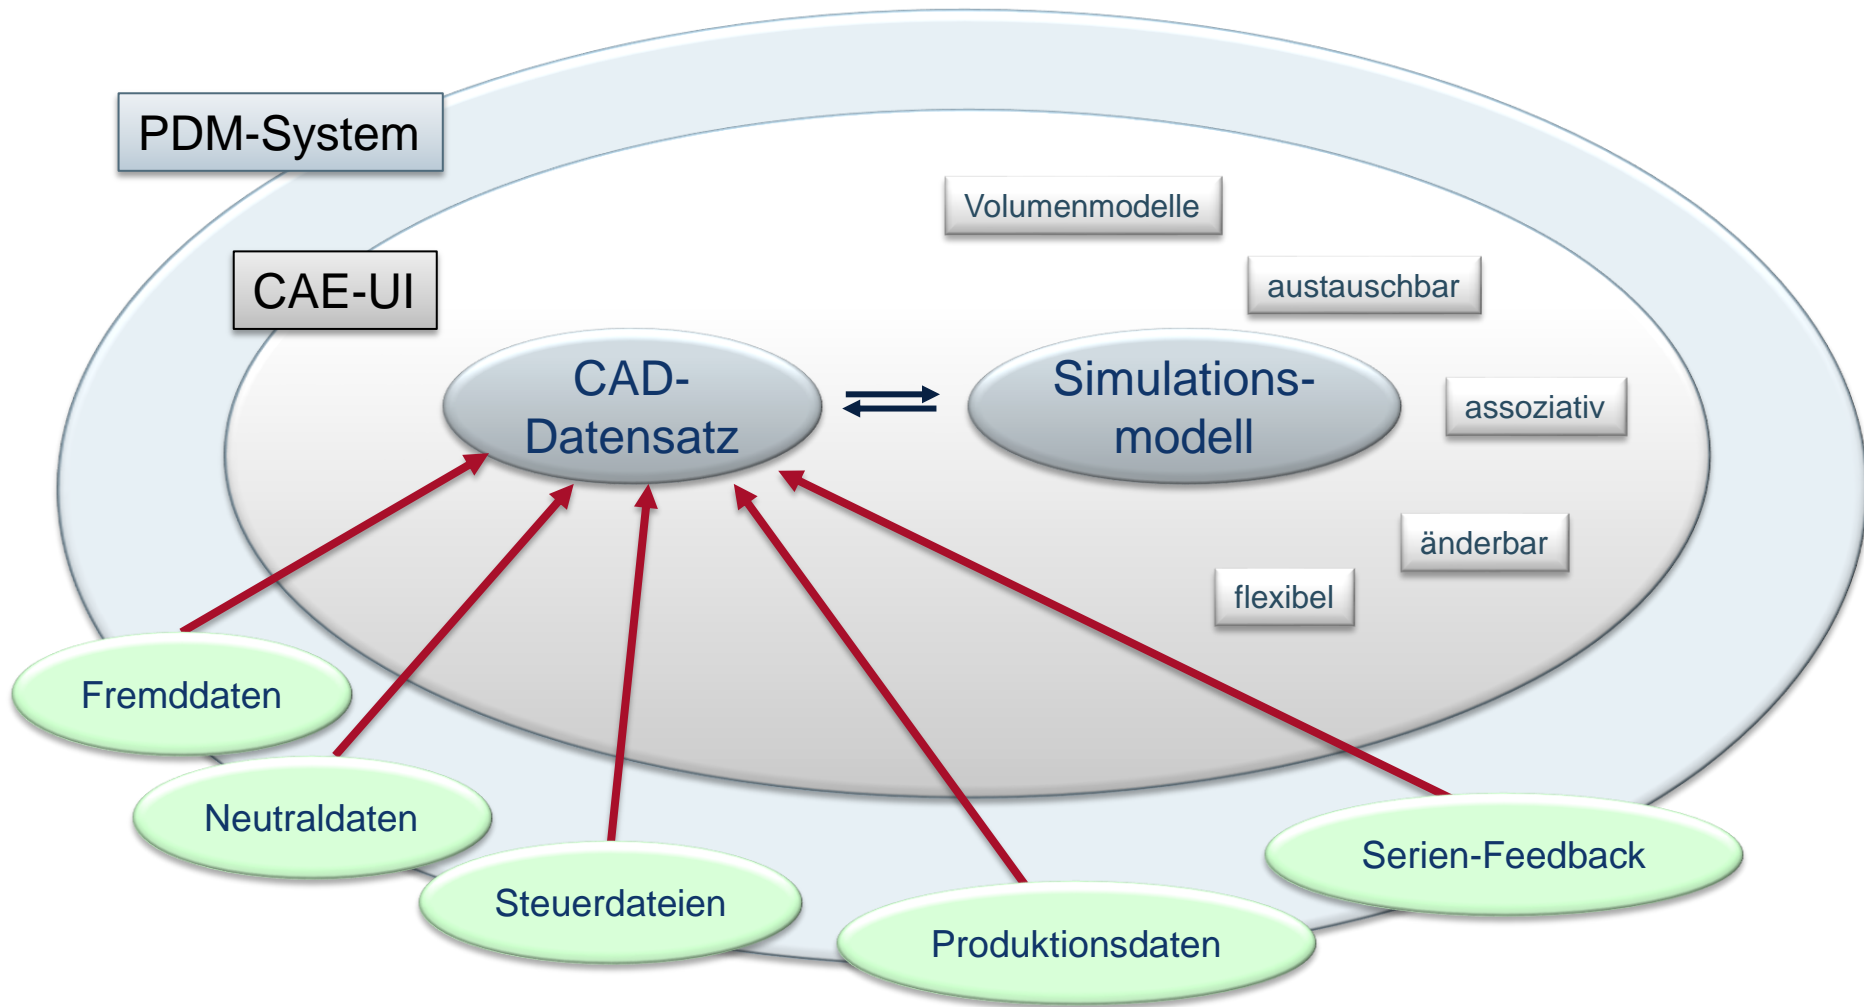 PDM-System
Volumenmodelle
CAE-UI
austauschbar
CAD-
Datensatz
Simulations-
modell
assoziativ
änderbar
flexibel
Fremddaten
Neutraldaten
Steuerdateien
Produktionsdaten
Serien-Feedback